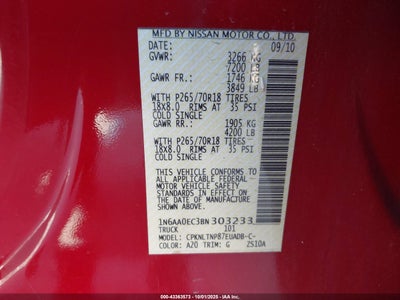 MFD BY NISSAN MOTOR CO., LTD.
DATE: 09/10
GVWR: 3266 KG
7200 LB
GAWR FR. 1746 KG
3849 LB
WITH P265/70R18 TIRES
18x8.0 RIMS AT 35 PSI
COLD SINGLE
GAWR RR: 1905 KG
4200 LB
WITH P265/70R18 TIRES
18x8.0 RIMS AT 35 PSI
COLD SINGLE
THIS VEHICLE CONFORMS TO ALL
APPLICABLE FEDERAL
MOTOR-VEHICLE SAFETY STANDARDS
IN EFFECT ON THE
DATE OF MANUFACTURE
SHOWN ABOVE.
1N6AA0EC3BN303233
TRUCK 101
MODEL: CPKNLTNP87EUADB-C-
COLOR: A20 TRIM: G ZSIOA
© 00-43363573 | 10/01/2025 - IAA